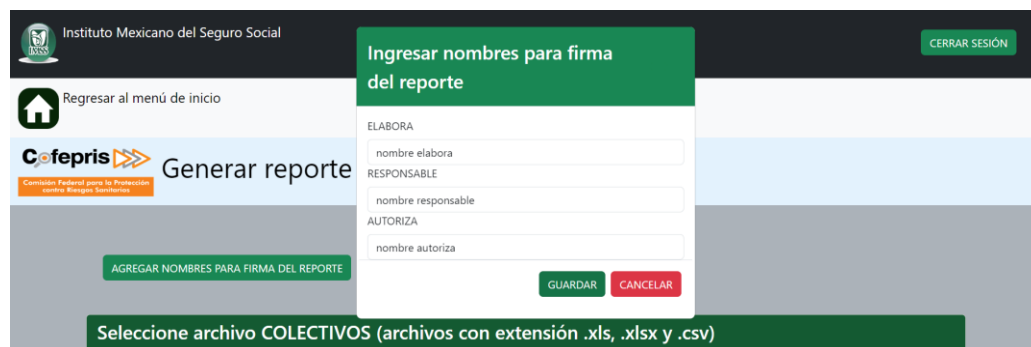 Instituto Mexicano del Seguro Social
IMSS
CERRAR SESIÓN
Ingresar nombres para firma
del reporte
Regresar al menú de inicio
ELABORA
nombre elabora
RESPONSABLE
nombre responsable
AUTORIZA
nombre autoriza
GUARDAR
CANCELAR
Cofepris
Comisión Federal para la Protección
contra Riesgos Sanitarios
Generar reporte
AGREGAR NOMBRES PARA FIRMA DEL REPORTE
Seleccione archivo COLECTIVOS (archivos con extensión .xls, .xlsx y .csv)